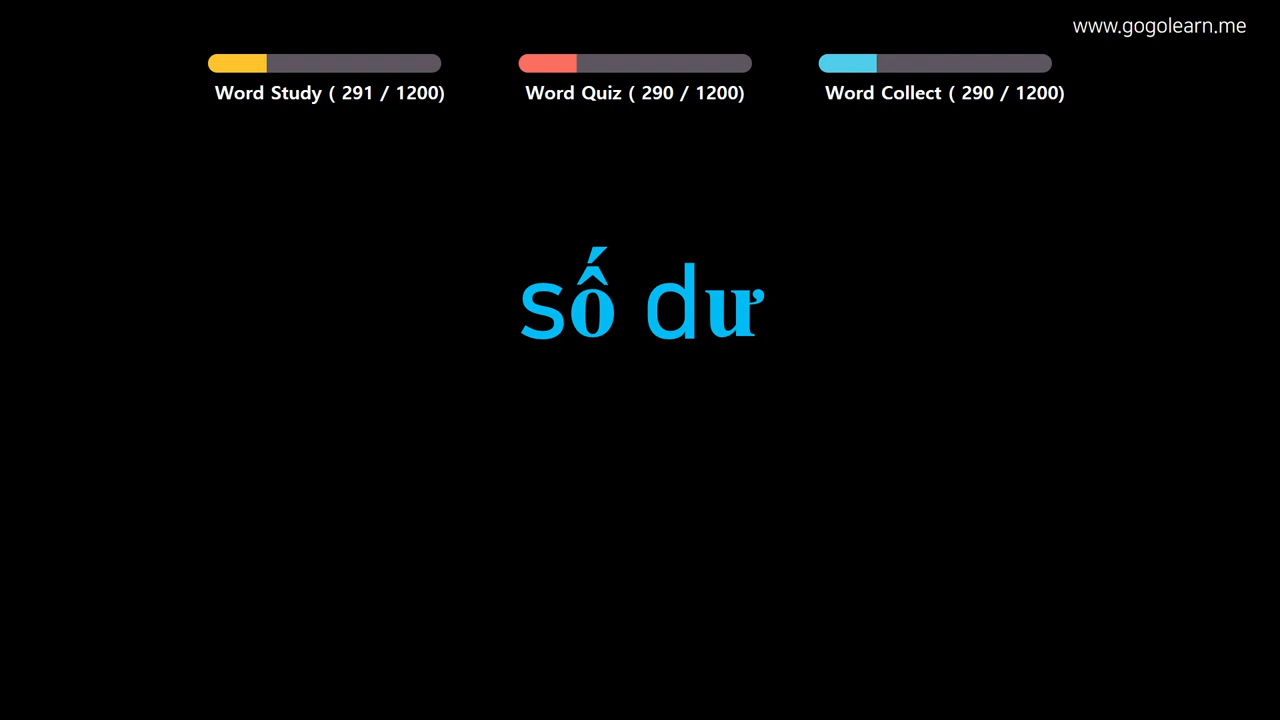 www.gogolearn.me
Word Study ( 291 / 1200)
Word Quiz ( 290 / 1200)
Word Collect ( 290 / 1200)
số dư